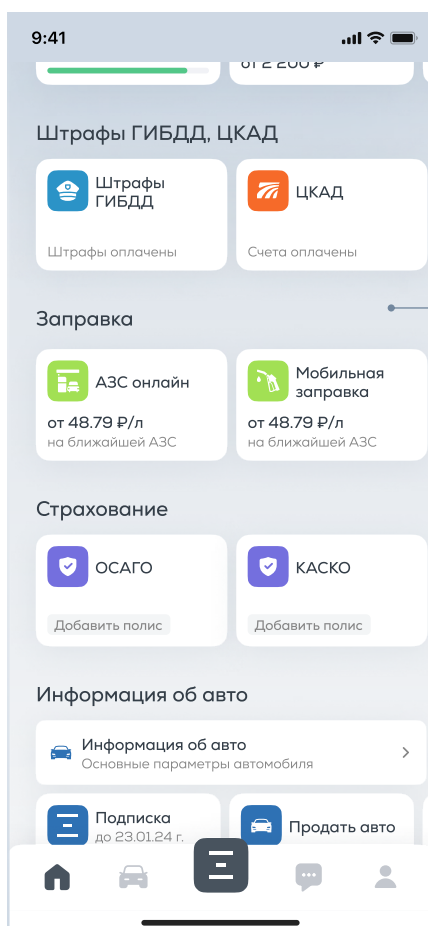 9:41
от 2 200 ₽
Штрафы ГИБДД, ЦКАД
Штрафы
ГИБДД
Штрафы оплачены
ЦКАД
Счета оплачены
Заправка
АЗС онлайн
от 48.79 ₽/л
на ближайшей АЗС
Мобильная
заправка
от 48.79 ₽/л
на ближайшей АЗС
Страхование
ОСАГО
Добавить полис
КАСКО
Добавить полис
Информация об авто
Информация об авто
Основные параметры автомобиля
Подписка
до 23.01.24 г.
Продать авто